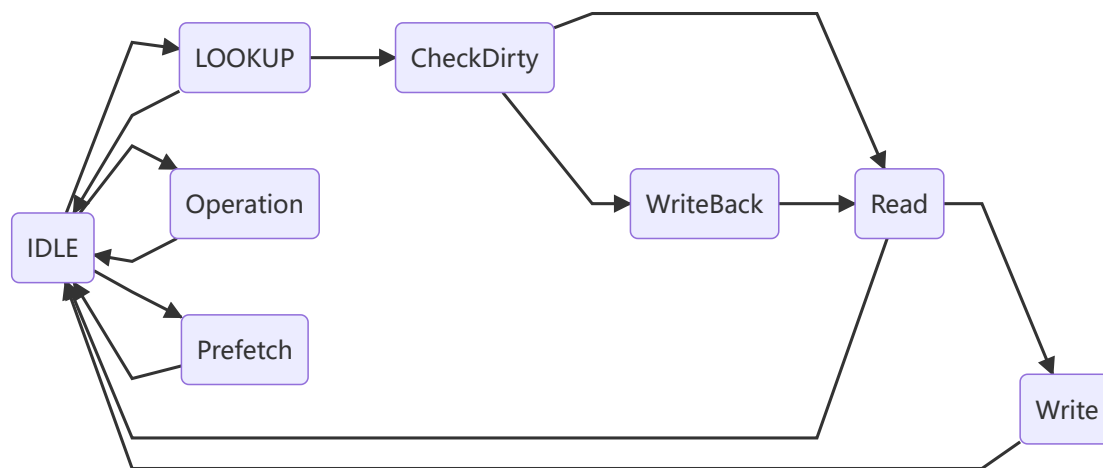 LOOKUP
CheckDirty
Operation
WriteBack
Read
IDLE
Prefetch
Write